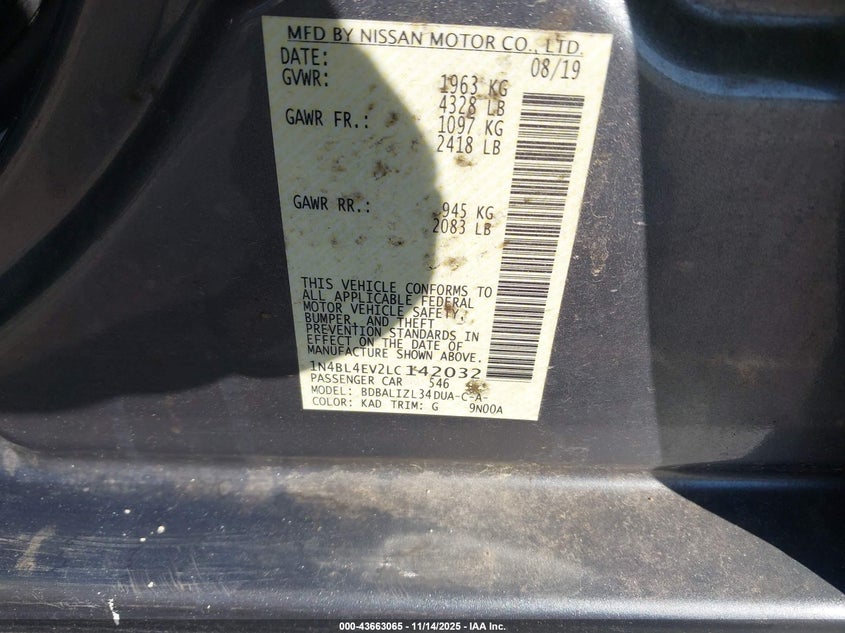 MFD BY NISSAN MOTOR CO., LTD.
DATE: 08/19
GVWR: 1963 KG
4328 LB
GAWR FR.: 1097 KG
2418 LB
GAWR RR.: 945 KG
2083 LB
THIS VEHICLE CONFORMS TO
ALL APPLICABLE FEDERAL
MOTOR VEHICLE SAFETY,
BUMPER, AND THEFT
PREVENTION STANDARDS IN
EFFECT ON THE DATE OF
MANUFACTURE SHOWN ABOVE.
1N4BL4EV2LC142032
PASSENGER CAR 546
MODEL: BDBALIZL34DUA-C-A-
COLOR: KAD TRIM: G 9N00A
000-43663065 - 11/14/2025 - IAA Inc.